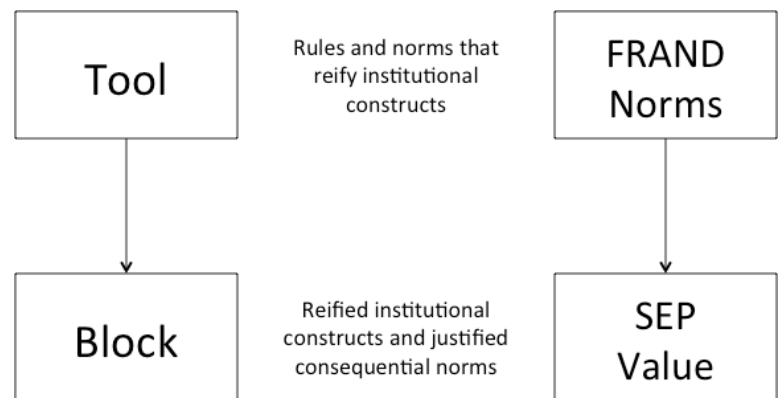 Tool
Rules and norms that
reify institutional
constructs
FRAND
Norms
Block
Reified institutional
constructs and justified
consequential norms
SEP
Value